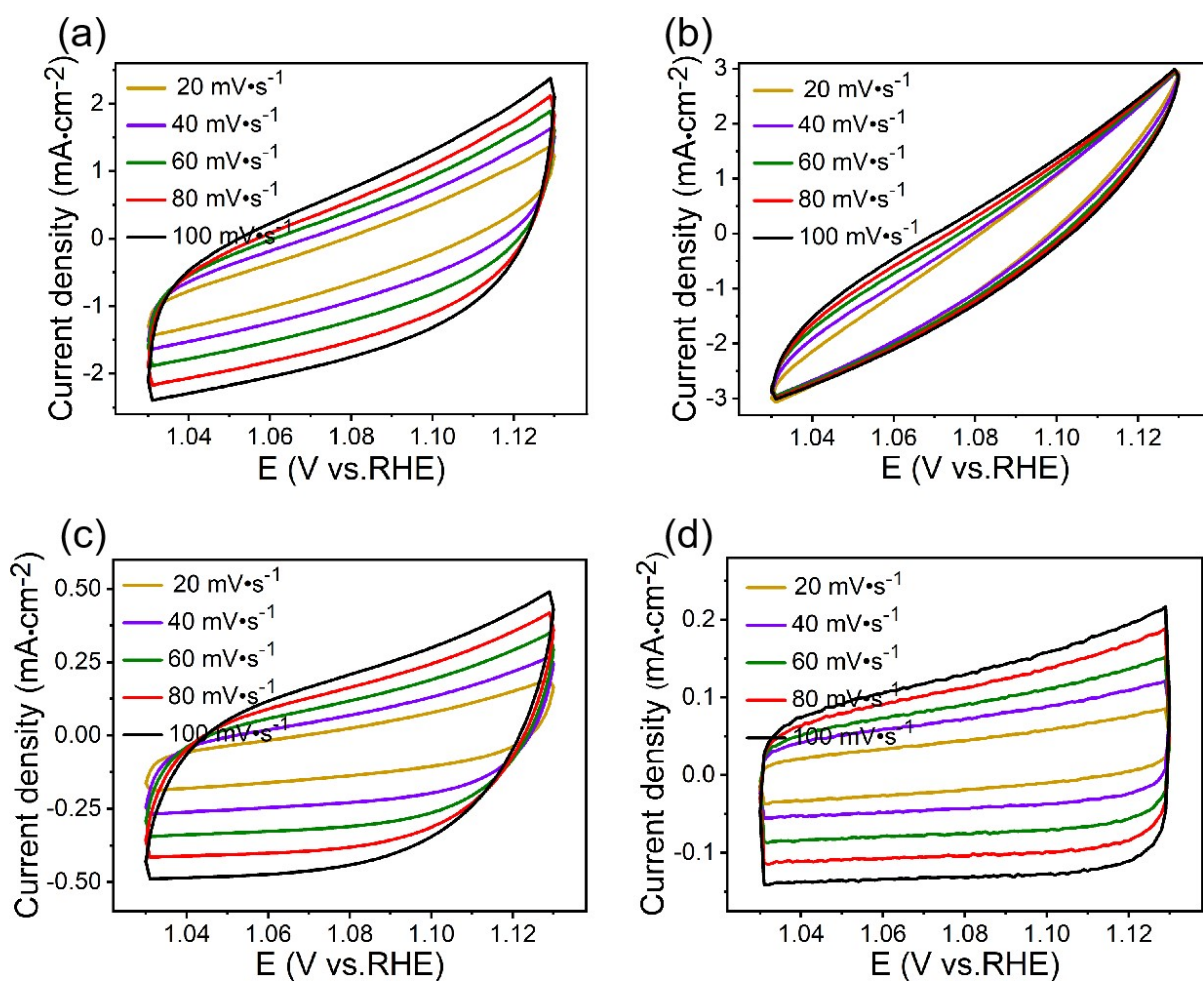 (a)
Current density (mA•cm⁻²)
2
1
0
-1
-2
20 mV•s⁻¹
40 mV•s⁻¹
60 mV•s⁻¹
80 mV•s⁻¹
100 mV•s⁻¹
1.04 1.06 1.08 1.10 1.12
E (V vs.RHE)
(b)
Current density (mA•cm⁻²)
3
2
1
0
-1
-2
-3
20 mV•s⁻¹
40 mV•s⁻¹
60 mV•s⁻¹
80 mV•s⁻¹
100 mV•s⁻¹
1.04 1.06 1.08 1.10 1.12
E (V vs.RHE)
(c)
Current density (mA•cm⁻²)
0.50
0.25
0.00
-0.25
-0.50
20 mV•s⁻¹
40 mV•s⁻¹
60 mV•s⁻¹
80 mV•s⁻¹
100 mV•s⁻¹
1.04 1.06 1.08 1.10 1.12
E (V vs.RHE)
(d)
Current density (mA•cm⁻²)
0.2
0.1
0.0
-0.1
20 mV•s⁻¹
40 mV•s⁻¹
60 mV•s⁻¹
80 mV•s⁻¹
100 mV•s⁻¹
1.04 1.06 1.08 1.10 1.12
E (V vs.RHE)